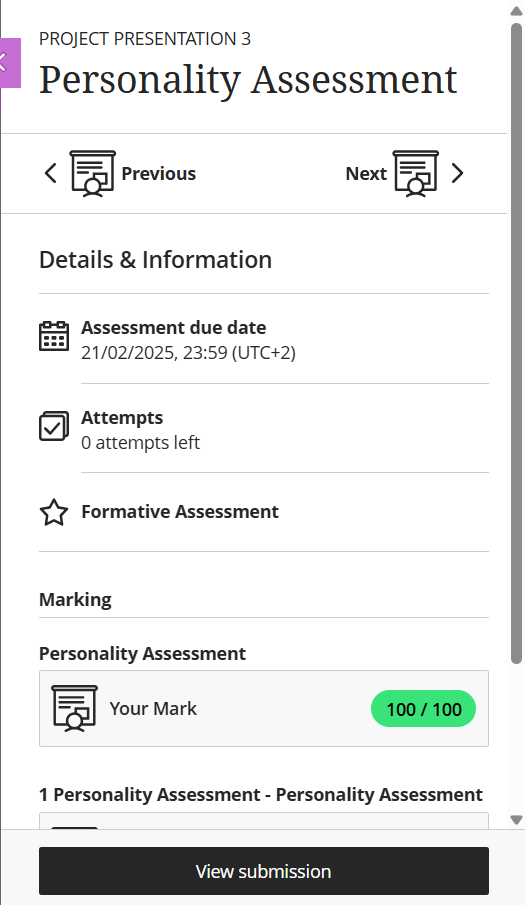 PROJECT PRESENTATION 3
Personality Assessment
Previous
Next
Details & Information
Assessment due date
21/02/2025, 23:59 (UTC+2)
Attempts
0 attempts left
Formative Assessment
Marking
Personality Assessment
Your Mark
100 / 100
1 Personality Assessment - Personality Assessment
View submission